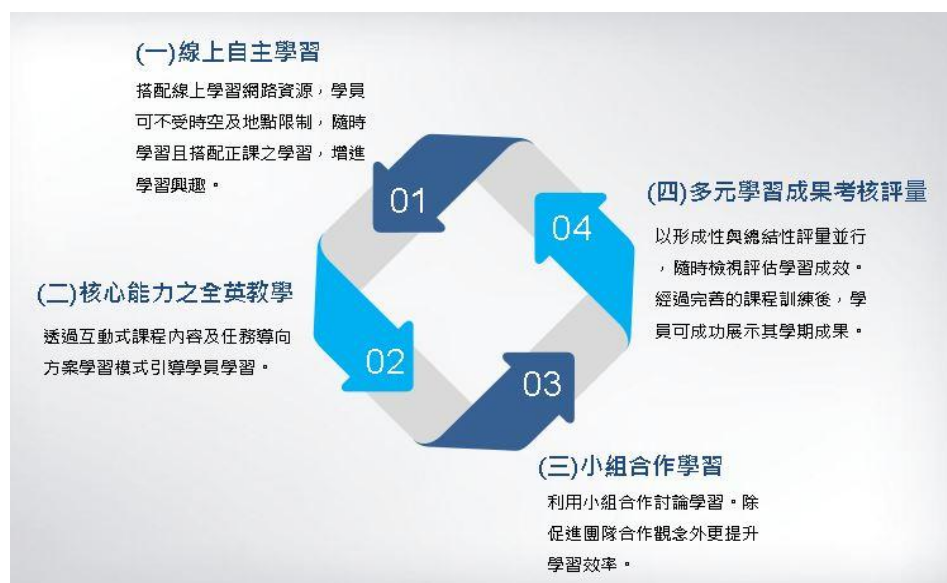 (一)線上自主學習
搭配線上學習網路資源，學員
可不受時空及地點限制，隨時
學習且搭配正課之學習，增進
學習興趣。
01
(二)核心能力之全英教學
透過互動式課程內容及任務導向
方案學習模式引導學員學習。
02
(三)小組合作學習
利用小組合作討論學習。除
促進團隊合作觀念外更提升
學習效率。
03
(四)多元學習成果考核評量
以形成性與總結性評量並行
，隨時檢視評估學習成效。
經過完善的課程訓練後，學
員可成功展示其學期成果。
04